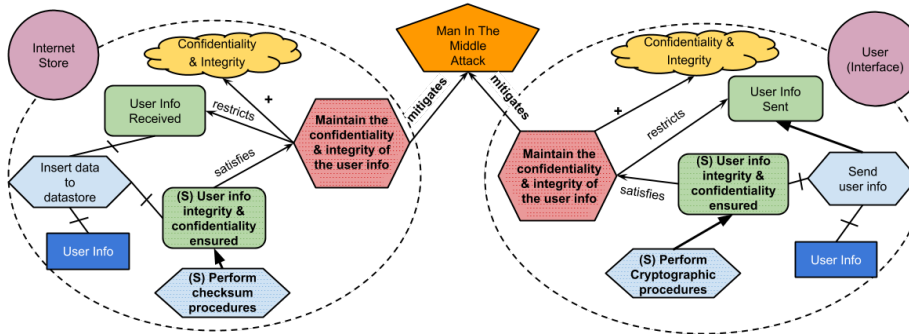 Internet
Store
Confidentiality
& Integrity
Man In The
Middle
Attack
Confidentiality &
Integrity
User
(Interface)
User Info
Received
restricts
+
mitigates
mitigates
+
restricts
User Info
Sent
Maintain the
confidentiality
& integrity of
the user info
Maintain the
confidentiality
& integrity of
the user info
Insert data
to
datastore
satisfies
(S) User info
integrity &
confidentiality
ensured
satisfies
(S) User info
integrity &
confidentiality
ensured
Send
user info
User Info
User Info
(S) Perform
checksum
procedures
(S) Perform
Cryptographic
procedures